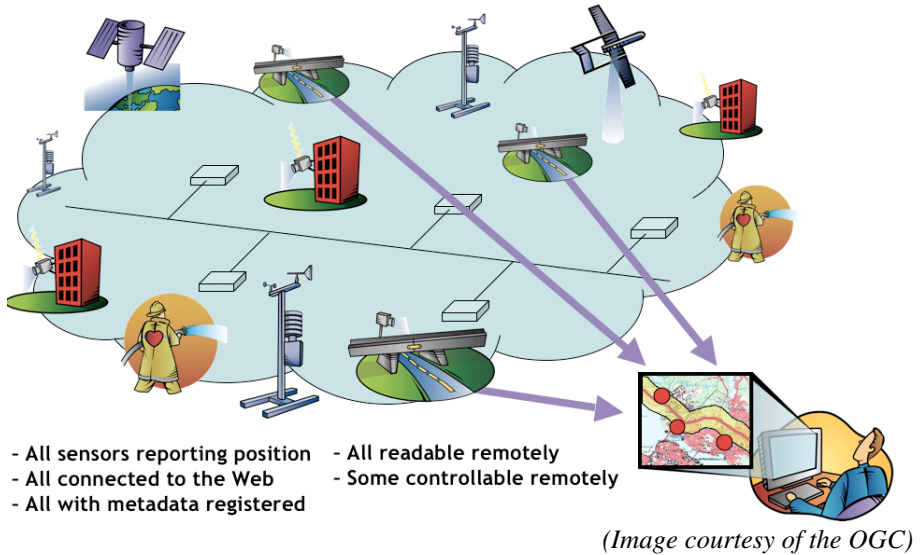 - All sensors reporting position
- All connected to the Web
- All with metadata registered
- All readable remotely
- Some controllable remotely
(Image courtesy of the OGC)